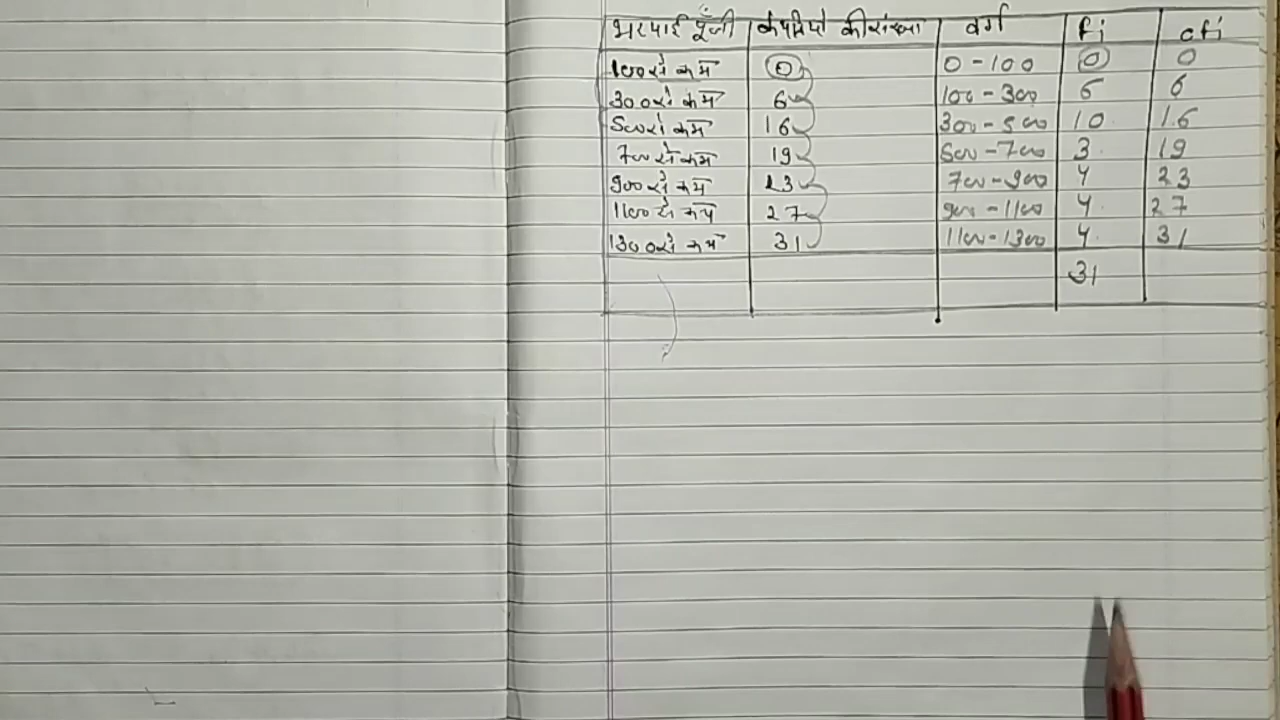 भरपाई पूँजी कंपनियो की संख्या वर्ग fi cfi
100 से कम 0 0-100 0 0
300 से कम 6 100-300 6 6
500 से कम 16 300-500 10 16
700 से कम 19 500-700 3 19
900 से कम 23 700-900 4 23
1100 से कम 27 900-1100 4 27
1300 से कम 31 1100-1300 4 31
31